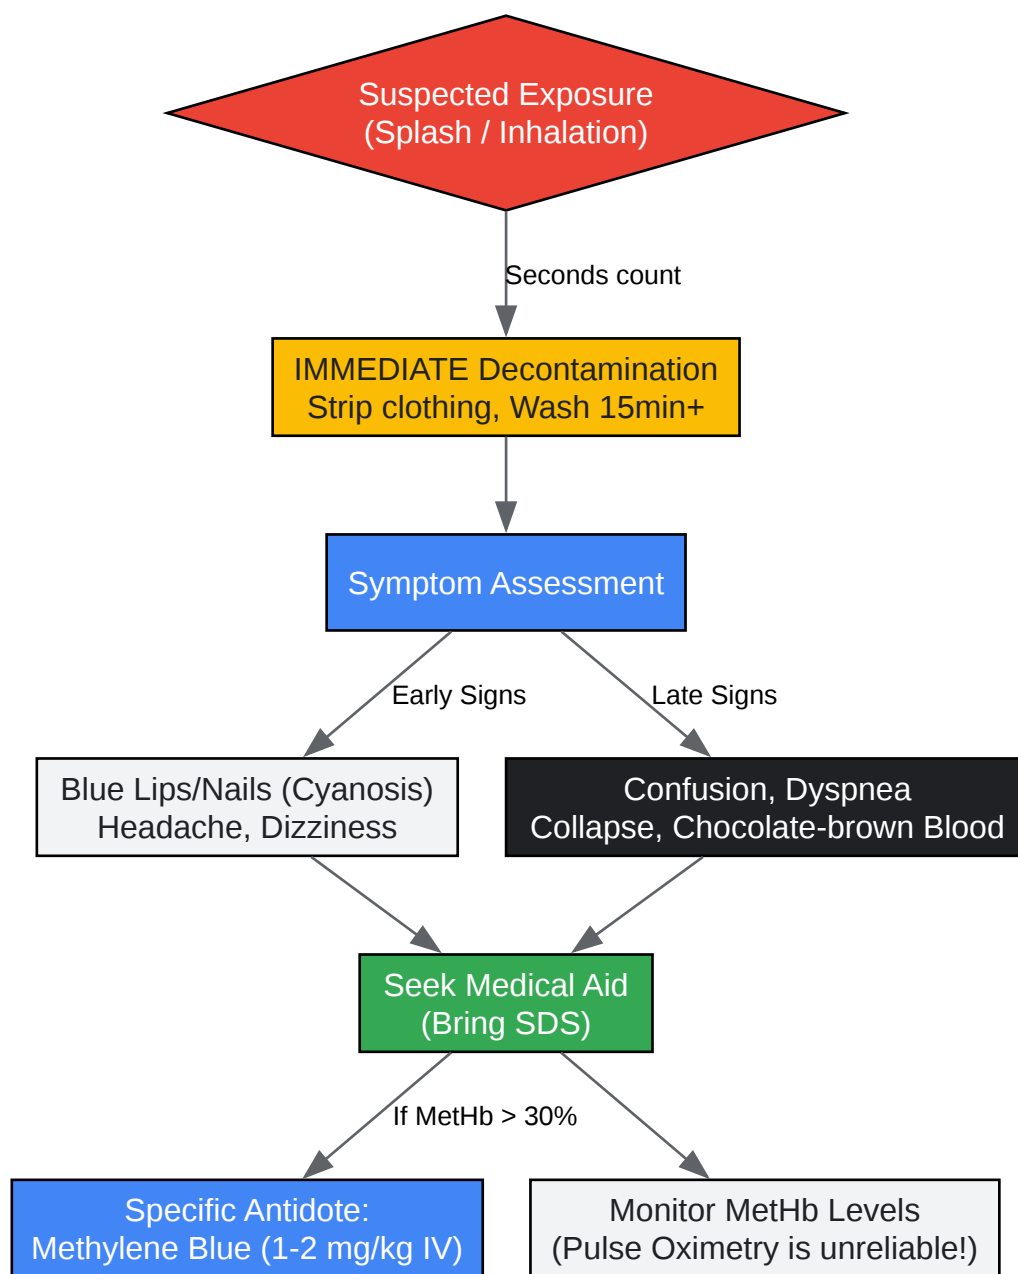 Suspected Exposure
(Splash / Inhalation)
Seconds count
IMMEDIATE Decontamination
Strip clothing, Wash 15min+
Symptom Assessment
Early Signs
Late Signs
Blue Lips/Nails (Cyanosis)
Headache, Dizziness
Confusion, Dyspnea
Collapse, Chocolate-brown Blood
Seek Medical Aid
(Bring SDS)
If MetHb > 30%
Specific Antidote:
Methylene Blue (1-2 mg/kg IV)
Monitor MetHb Levels
(Pulse Oximetry is unreliable!)